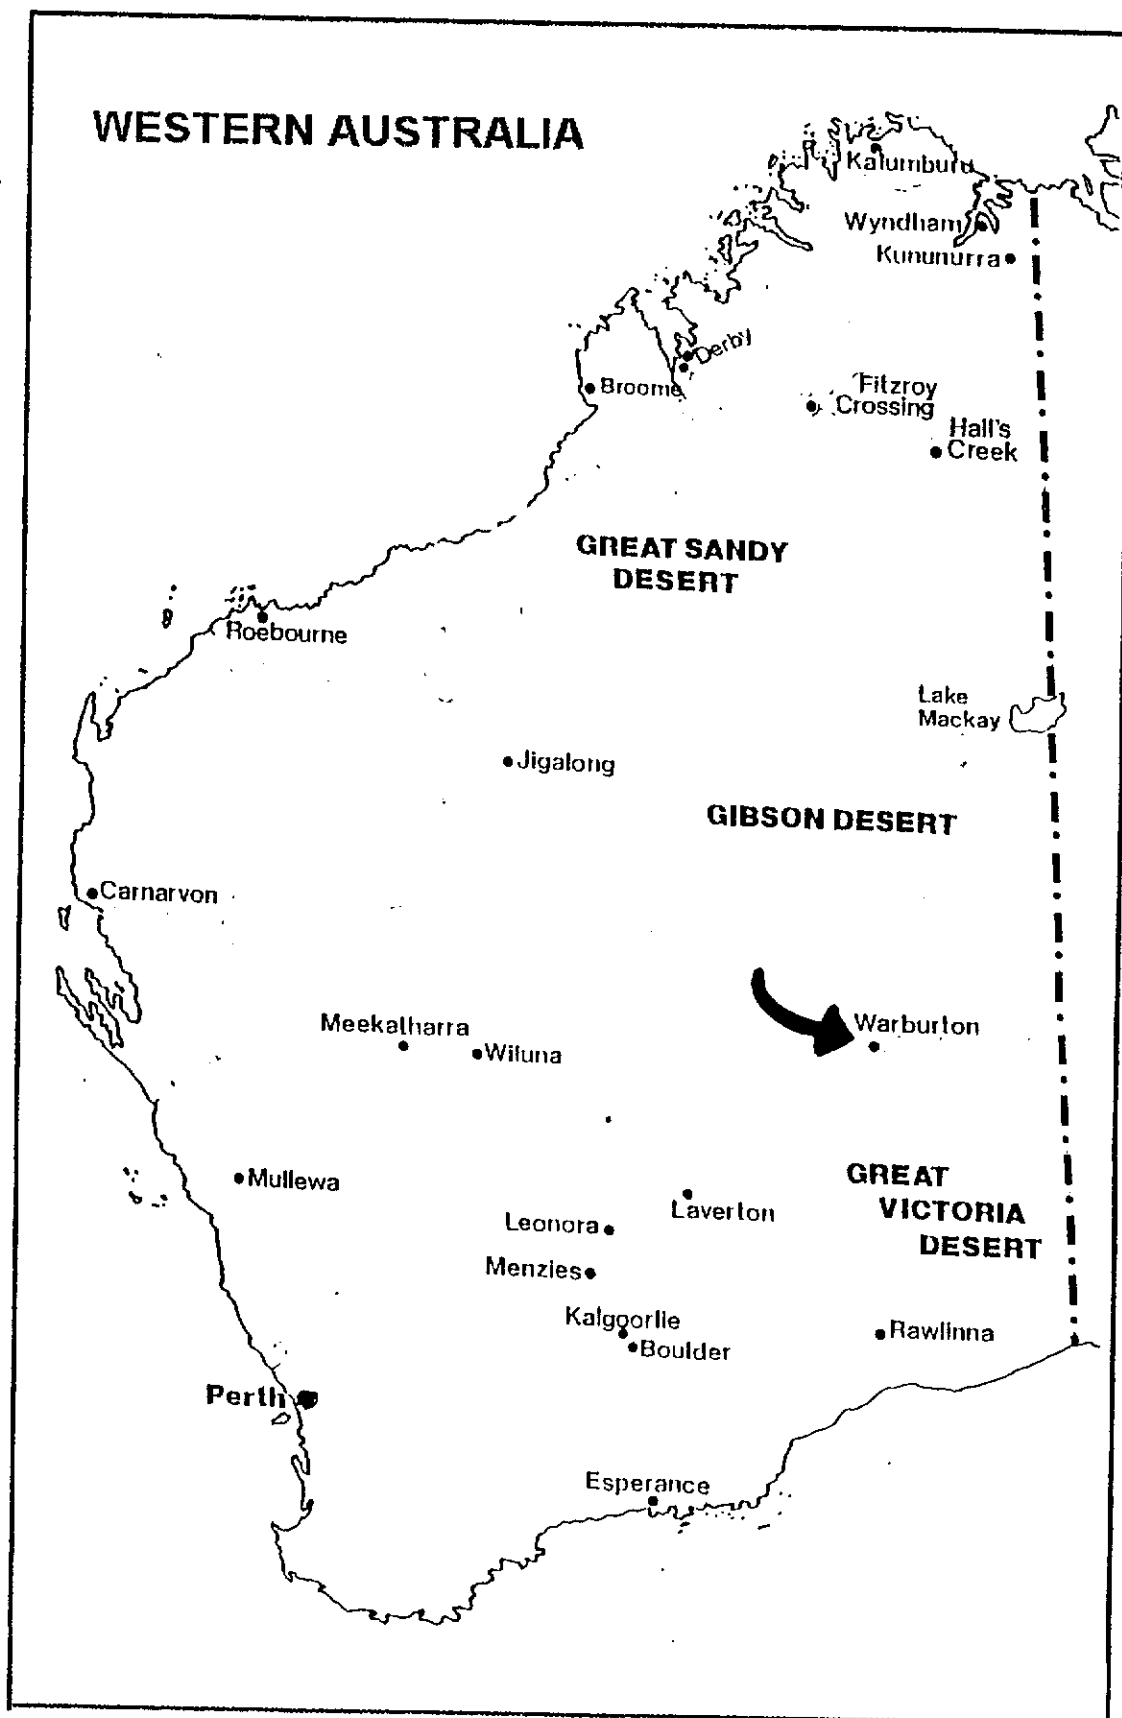 WESTERN AUSTRALIA
Kalumburu
Wyndham
Kununurra
Derby
Broome
Fitzroy
Crossing
Hall's
Creek
GREAT SANDY
DESERT
Roebourne
Lake
Mackay
Jigalong
GIBSON DESERT
Carnarvon
Warburton
Meekatharra
Wiluna
Mullewa
GREAT
VICTORIA
DESERT
Laverton
Leonora
Menzies
Kalgoorlie
Boulder
Rawlinna
Perth
Esperance